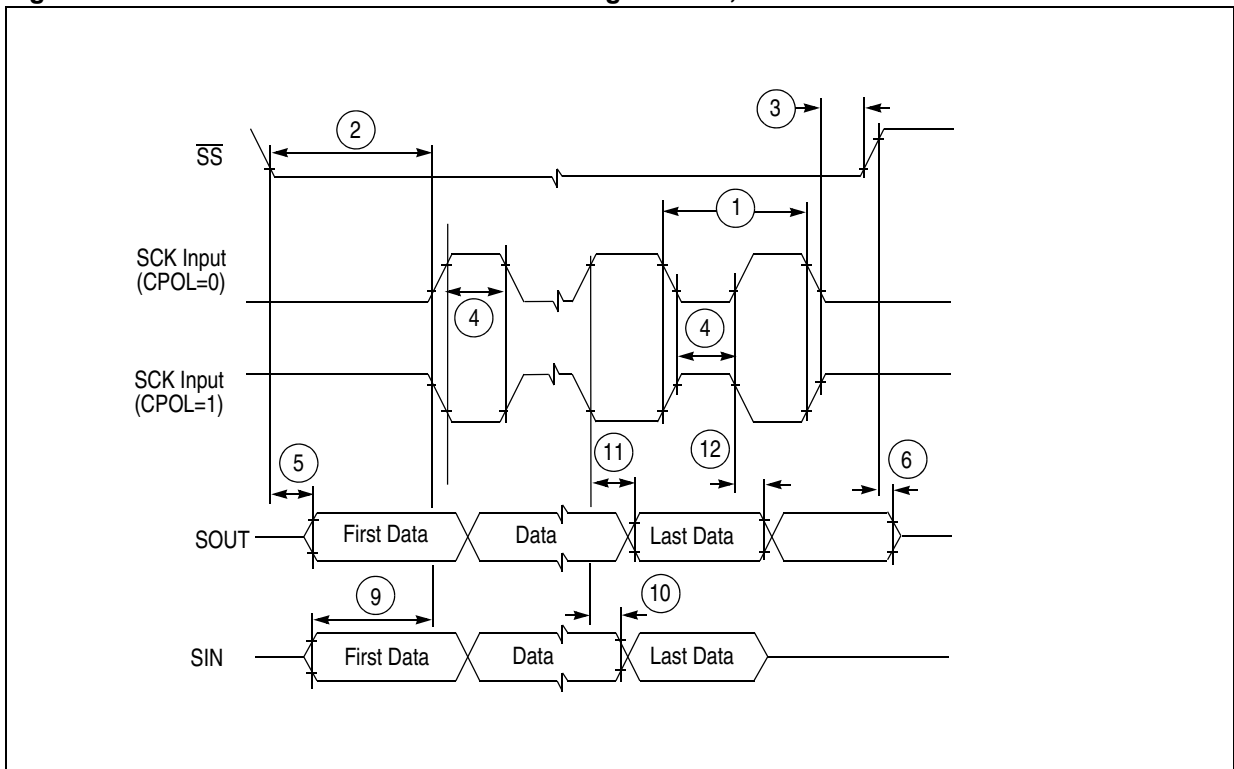 3
2
SS
1
SCK Input
(CPOL=0)
4
4
SCK Input
(CPOL=1)
11
12
5
6
SOUT
First Data
Data
Last Data
9
10
SIN
First Data
Data
Last Data